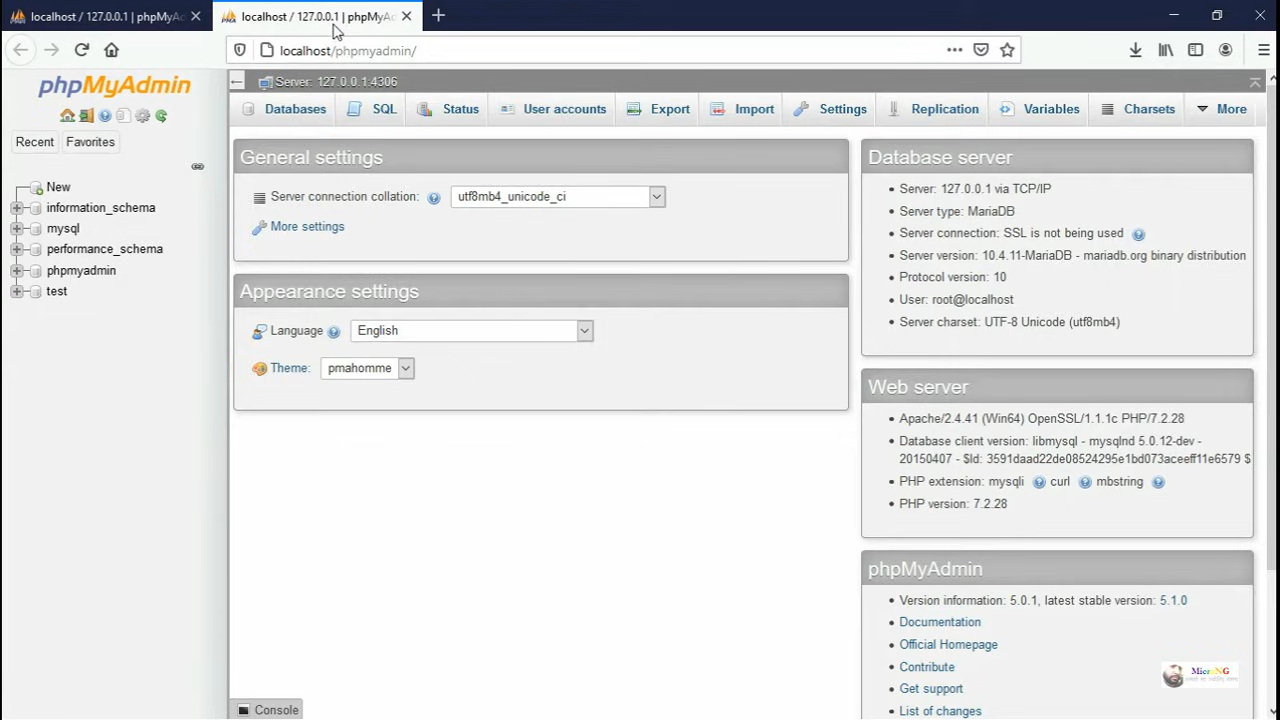 localhost / 127.0.0.1 | phpMyAd
localhost / 127.0.0.1 | phpMyAd
localhost/phpmyadmin/
phpMyAdmin
Recent
Favorites
New
information_schema
mysql
performance_schema
phpmyadmin
test
Server: 127.0.0.1:4306
Databases
SQL
Status
User accounts
Export
Import
Settings
Replication
Variables
Charsets
More
General settings
Server connection collation:
utf8mb4_unicode_ci
More settings
Appearance settings
Language
English
Theme:
pmahomme
Database server
Server: 127.0.0.1 via TCP/IP
Server type: MariaDB
Server connection: SSL is not being used
Server version: 10.4.11-MariaDB - mariadb.org binary distribution
Protocol version: 10
User: root@localhost
Server charset: UTF-8 Unicode (utf8mb4)
Web server
Apache/2.4.41 (Win64) OpenSSL/1.1.1c PHP/7.2.28
Database client version: libmysql - mysqlnd 5.0.12-dev -
20150407 - $Id: 3591daad22de08524295e1bd073aceeff11e6579 $
PHP extension: mysqli curl mbstring
PHP version: 7.2.28
phpMyAdmin
Version information: 5.0.1, latest stable version: 5.1.0
Documentation
Official Homepage
Contribute
Get support
List of changes
Console
MicroNG